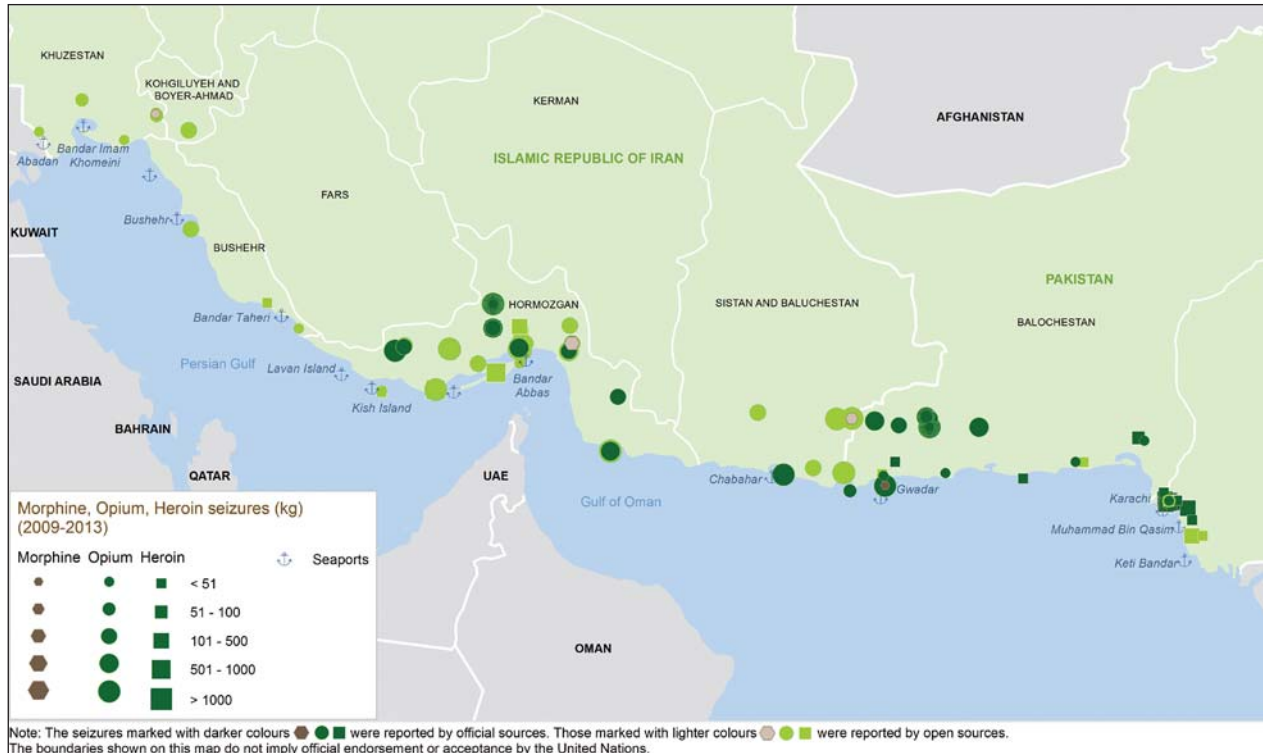 KHUZESTAN
KOHGILUYEH AND
BOYER-AHMAD
KERMAN
AFGHANISTAN
ISLAMIC REPUBLIC OF IRAN
Abadan
Bandar Imam
Khomeini
FARS
Bushehr
KUWAIT
BUSHEHR
PAKISTAN
HORMOZGAN
SISTAN AND BALUCHESTAN
BALOCHESTAN
Bandar Taheri
Persian Gulf
Lavan Island
SAUDI ARABIA
Kish Island
Bandar
Abbas
BAHRAIN
QATAR
UAE
Chabahar
Gwadar
Gulf of Oman
Karachi
Muhammad Bin Qasim
Keti Bandar
OMAN
Morphine, Opium, Heroin seizures (kg)
(2009-2013)
Morphine Opium Heroin
Seaports
< 51
51 - 100
101 - 500
501 - 1000
> 1000
Note: The seizures marked with darker colours were reported by official sources. Those marked with lighter colours were reported by open sources.
The boundaries shown on this map do not imply official endorsement or acceptance by the United Nations.